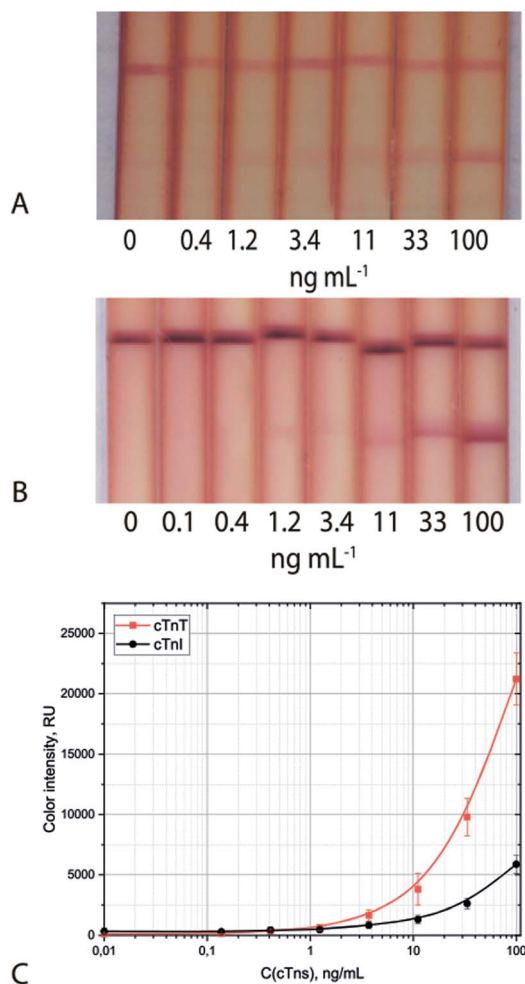 A
0 0.4 1.2 3.4 11 33 100
ng mL-1
B
0 0.1 0.4 1.2 3.4 11 33 100
ng mL-1
cTnT
cTnI
25000
20000
15000
10000
5000
0
Color intensity, RU
0,01 0,1 1 10 100
C(cTns), ng/mL
C